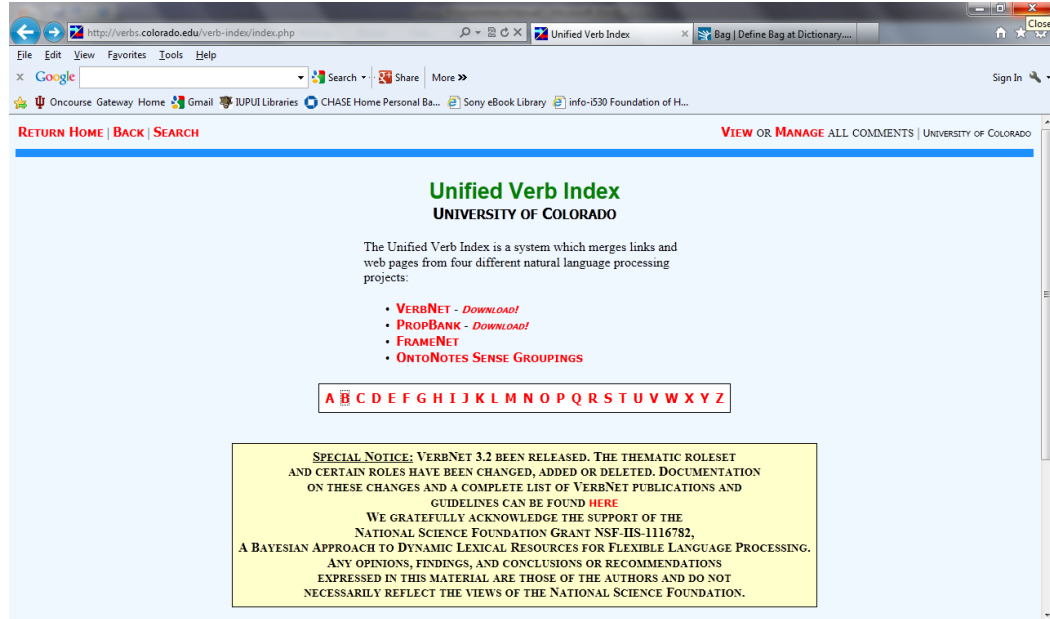 Close
http://verbs.colorado.edu/verb-index/index.php
Unified Verb Index
Bag | Define Bag at Dictionary....
File Edit View Favorites Tools Help
Google
Search
Share
More »
Sign In
Oncourse Gateway Home
Gmail
IUPUI Libraries
CHASE Home Personal Ba...
Sony eBook Library
info-i530 Foundation of H...
RETURN HOME | BACK | SEARCH
VIEW OR MANAGE ALL COMMENTS | UNIVERSITY OF COLORADO
Unified Verb Index
UNIVERSITY OF COLORADO
The Unified Verb Index is a system which merges links and
web pages from four different natural language processing
projects:
• VERBNET - DOWNLOAD!
• PROPBANK - DOWNLOAD!
• FRAMENET
• ONTONOTES SENSE GROUPINGS
A B C D E F G H I J K L M N O P Q R S T U V W X Y Z
SPECIAL NOTICE: VERBNET 3.2 BEEN RELEASED. THE THEMATIC ROLESET
AND CERTAIN ROLES HAVE BEEN CHANGED, ADDED OR DELETED. DOCUMENTATION
ON THESE CHANGES AND A COMPLETE LIST OF VERBNET PUBLICATIONS AND
GUIDELINES CAN BE FOUND HERE
WE GRATEFULLY ACKNOWLEDGE THE SUPPORT OF THE
NATIONAL SCIENCE FOUNDATION GRANT NSF-IIS-1116782,
A BAYESIAN APPROACH TO DYNAMIC LEXICAL RESOURCES FOR FLEXIBLE LANGUAGE PROCESSING.
ANY OPINIONS, FINDINGS, AND CONCLUSIONS OR RECOMMENDATIONS
EXPRESSED IN THIS MATERIAL ARE THOSE OF THE AUTHORS AND DO NOT
NECESSARILY REFLECT THE VIEWS OF THE NATIONAL SCIENCE FOUNDATION.